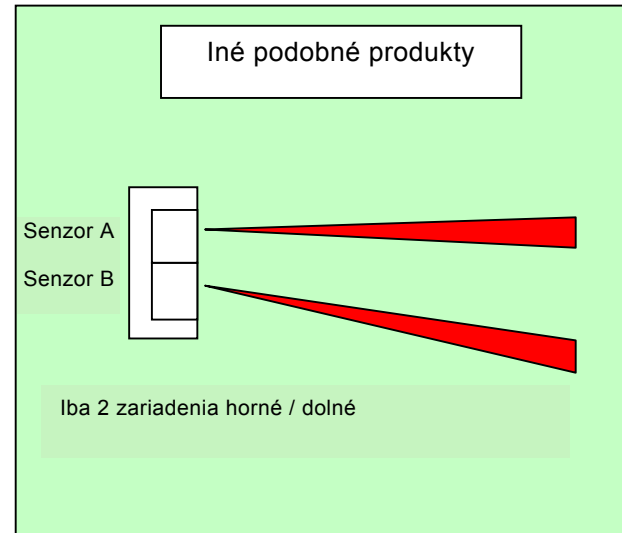 Iné podobné produkty
Senzor A
Senzor B
Iba 2 zariadenia horné / dolné